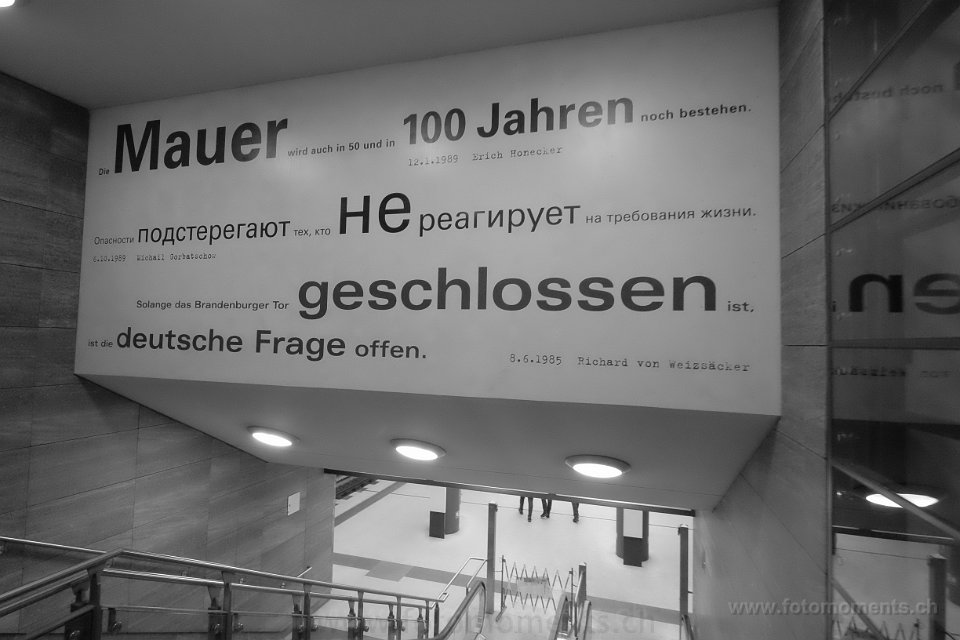 Die Mauer wird auch in 50 und in 100 Jahren noch bestehen.
12.1.1989 Erich Honecker
Опасности подстерегают тех, кто не реагирует на требования жизни.
6.10.1989 Michail Gorbatschow
Solange das Brandenburger Tor geschlossen ist,
ist die deutsche Frage offen.
8.6.1985 Richard von Weizsäcker
www.fotomoments.ch